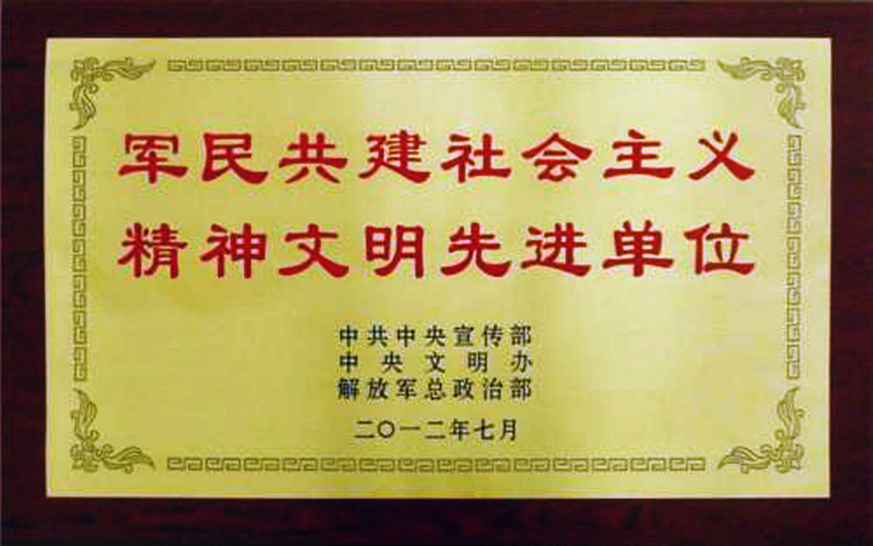 军民共建社会主义
精神文明先进单位
中共中央宣传部
中央文明办
解放军总政治部
二〇一二年七月